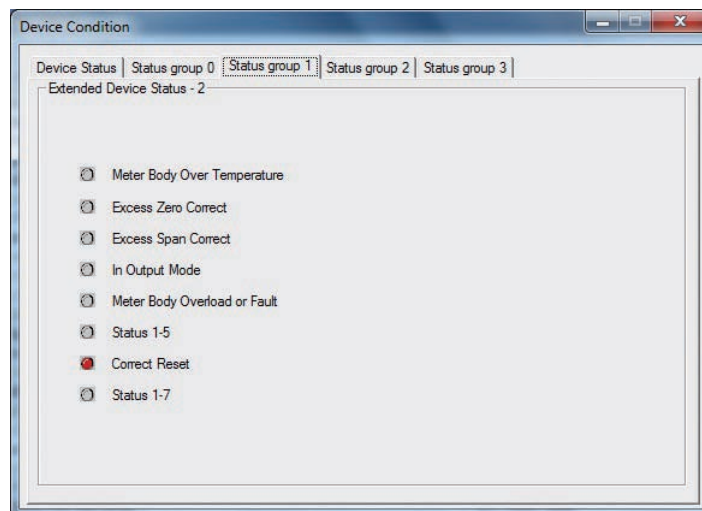 Device Condition
Device Status Status group 0 Status group 1 Status group 2 Status group 3
Extended Device Status - 2
Meter Body Over Temperature
Excess Zero Correct
Excess Span Correct
In Output Mode
Meter Body Overload or Fault
Status 1-5
Correct Reset
Status 1-7